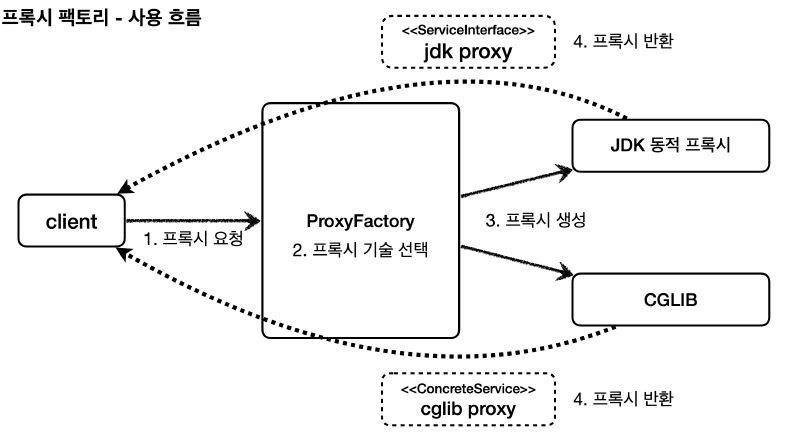 프록시 팩토리 - 사용 흐름
<<ServiceInterface>>
jdk proxy
4. 프록시 반환
JDK 동적 프록시
client
1. 프록시 요청
ProxyFactory
2. 프록시 기술 선택
3. 프록시 생성
CGLIB
<<ConcreteService>>
cglib proxy
4. 프록시 반환